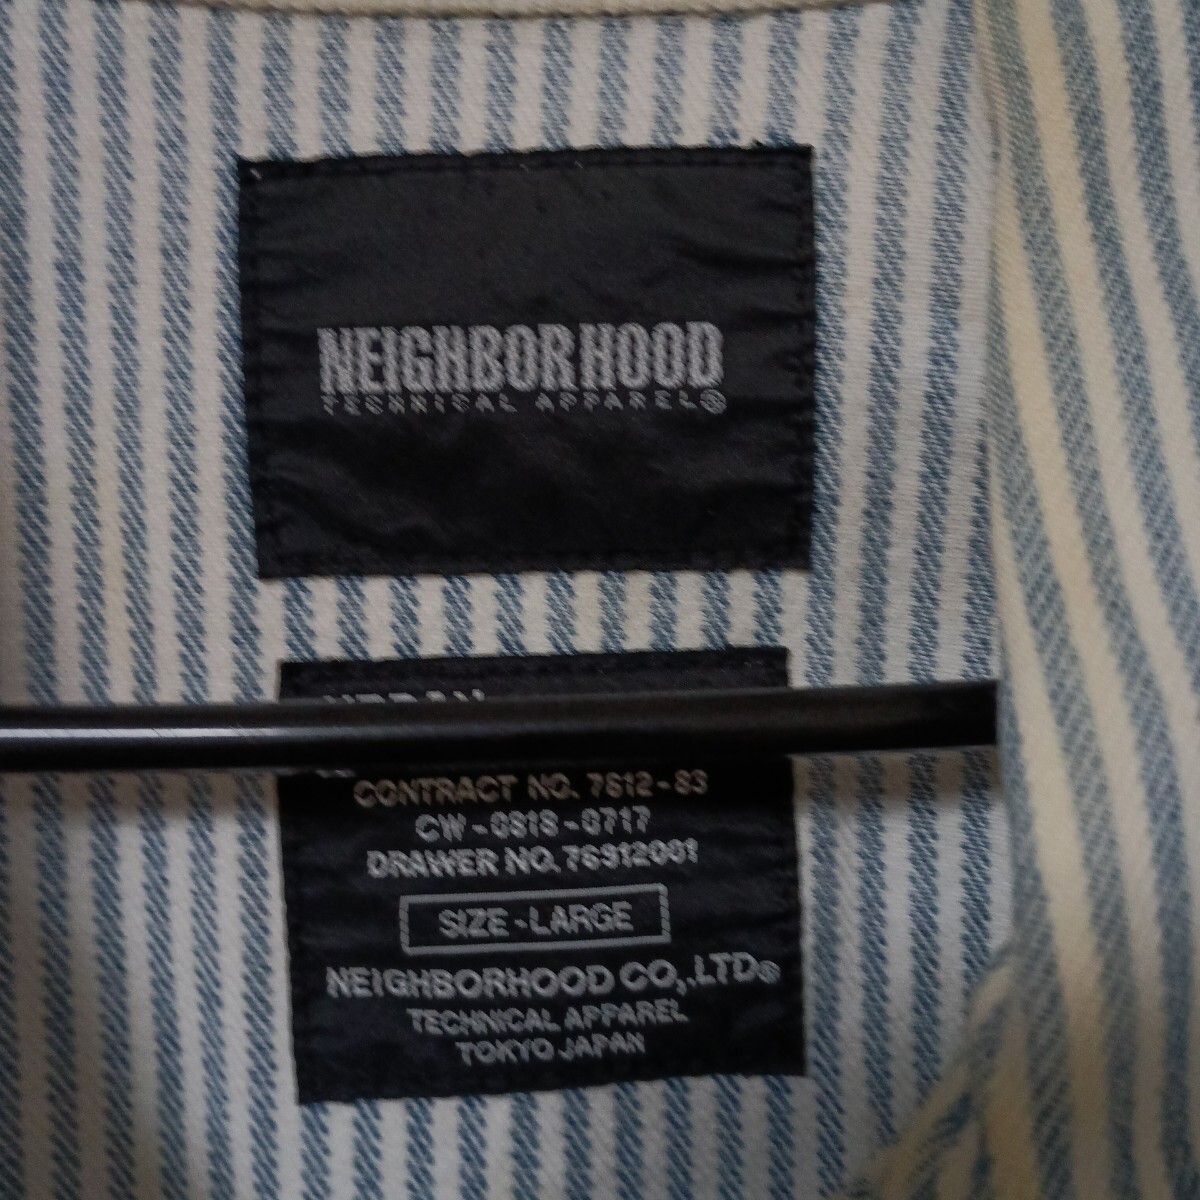 NEIGHBORHOOD
TECHNICAL APPAREL®
CONTRACT NO. 7612-83
CW-0818-0717
DRAWER NO. 76912001
SIZE-LARGE
NEIGHBORHOOD CO,.LTD®
TECHNICAL APPAREL
TOKYO JAPAN